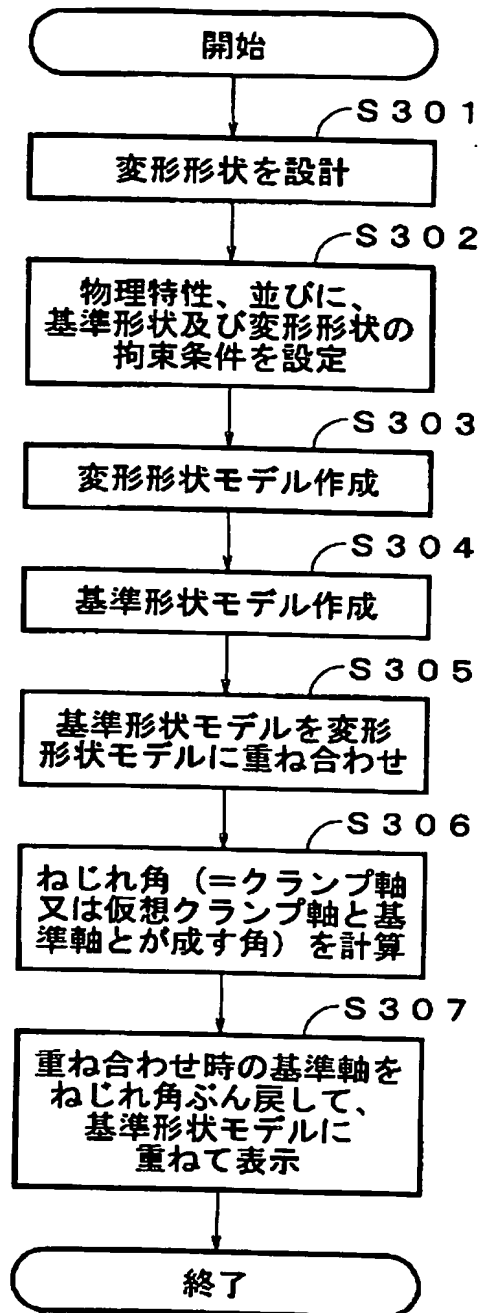 開始
S301
変形形状を設計
S302
物理特性、並びに、
基準形状及び変形形状の
拘束条件を設定
S303
変形形状モデル作成
S304
基準形状モデル作成
S305
基準形状モデルを変形
形状モデルに重ね合わせ
S306
ねじれ角（＝クランプ軸
又は仮想クランプ軸と基
準軸とが成す角）を計算
S307
重ね合わせ時の基準軸を
ねじれ角ぶん戻して、
基準形状モデルに
重ねて表示
終了